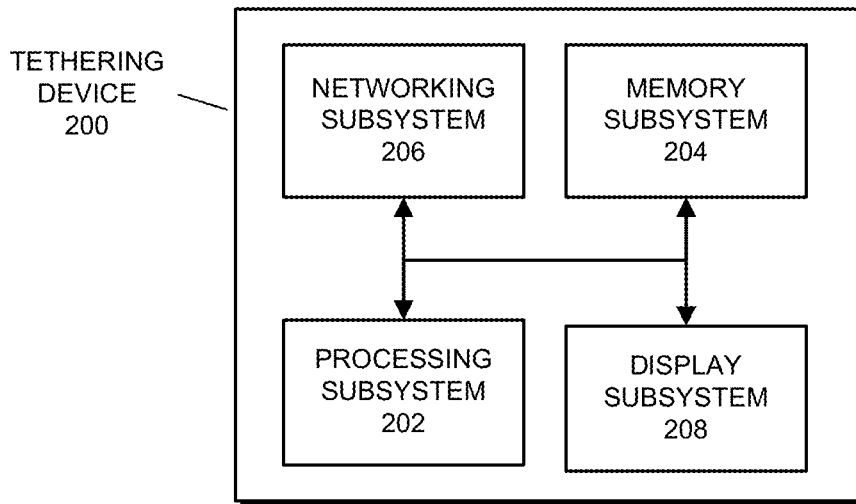 TETHERING
DEVICE
200
NETWORKING
SUBSYSTEM
206
MEMORY
SUBSYSTEM
204
PROCESSING
SUBSYSTEM
202
DISPLAY
SUBSYSTEM
208